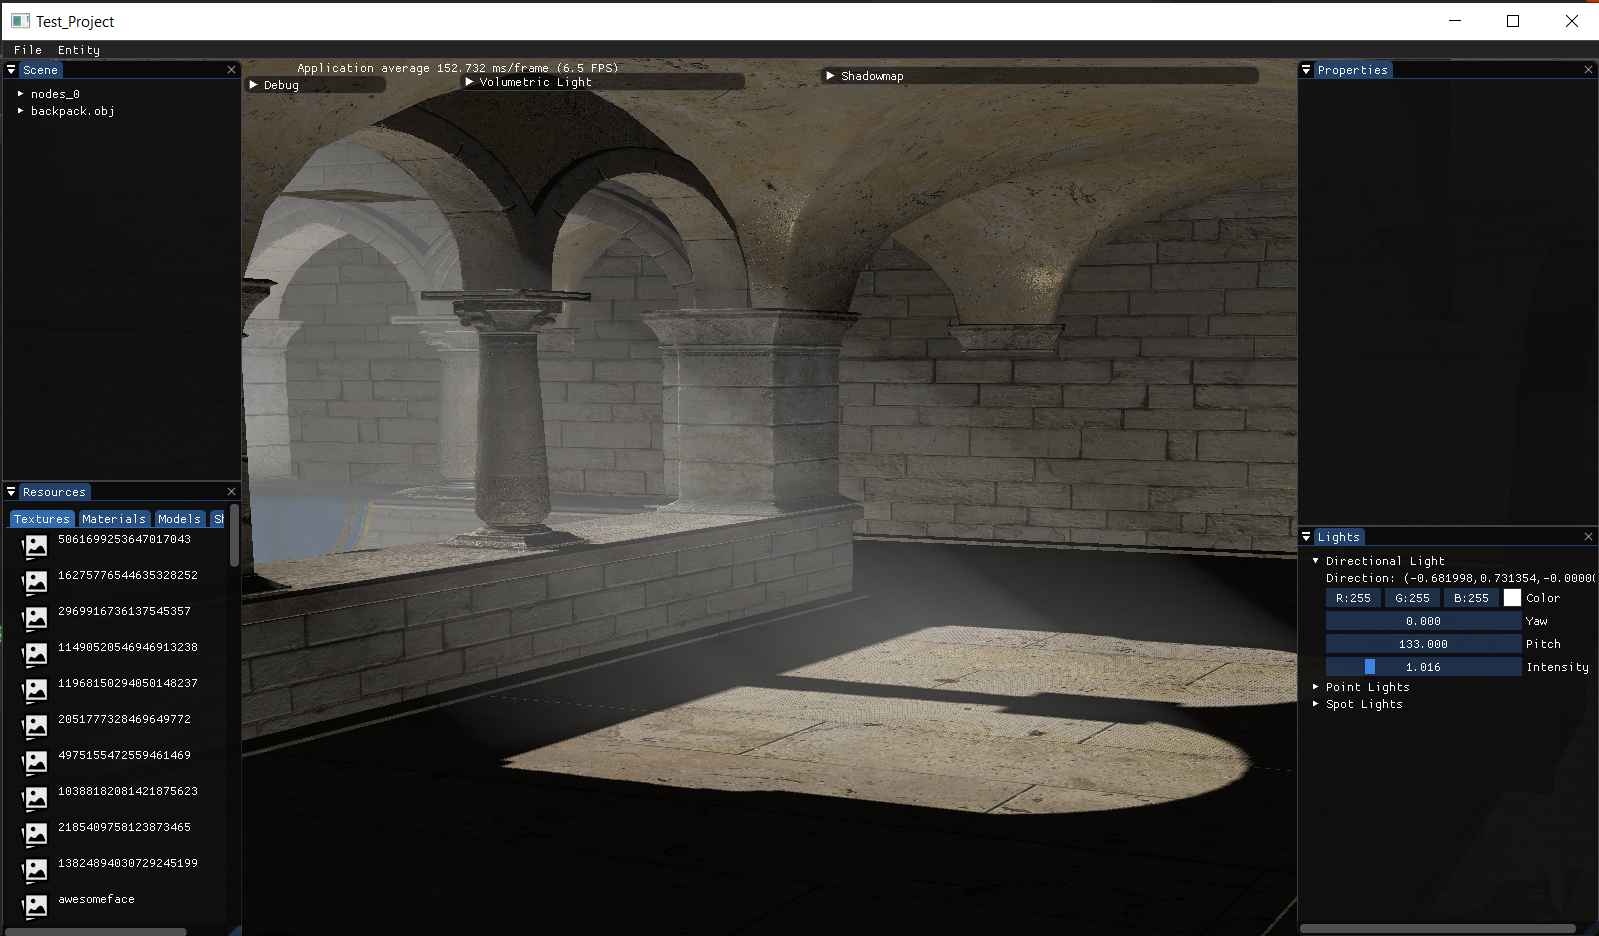 Test_Project
File Entity
Scene
nodes_0
backpack.obj
Application average 152.732 ms/frame (6.5 FPS)
Debug
Volumetric Light
Shadowmap
Properties
Resources
Textures Materials Models
5061699253647017043
16275776544635328252
2969916736137545357
11490520546946913238
11968150294050148237
2051777328469649772
4975155472559461469
10388182081421875623
2185409758123873465
13824894030729245199
awesomeface
Lights
Directional Light
Direction: (-0.681998,0.731354,-0.0000
R:255 G:255 B:255 Color
0.000 Yaw
133.000 Pitch
1.016 Intensity
Point Lights
Spot Lights